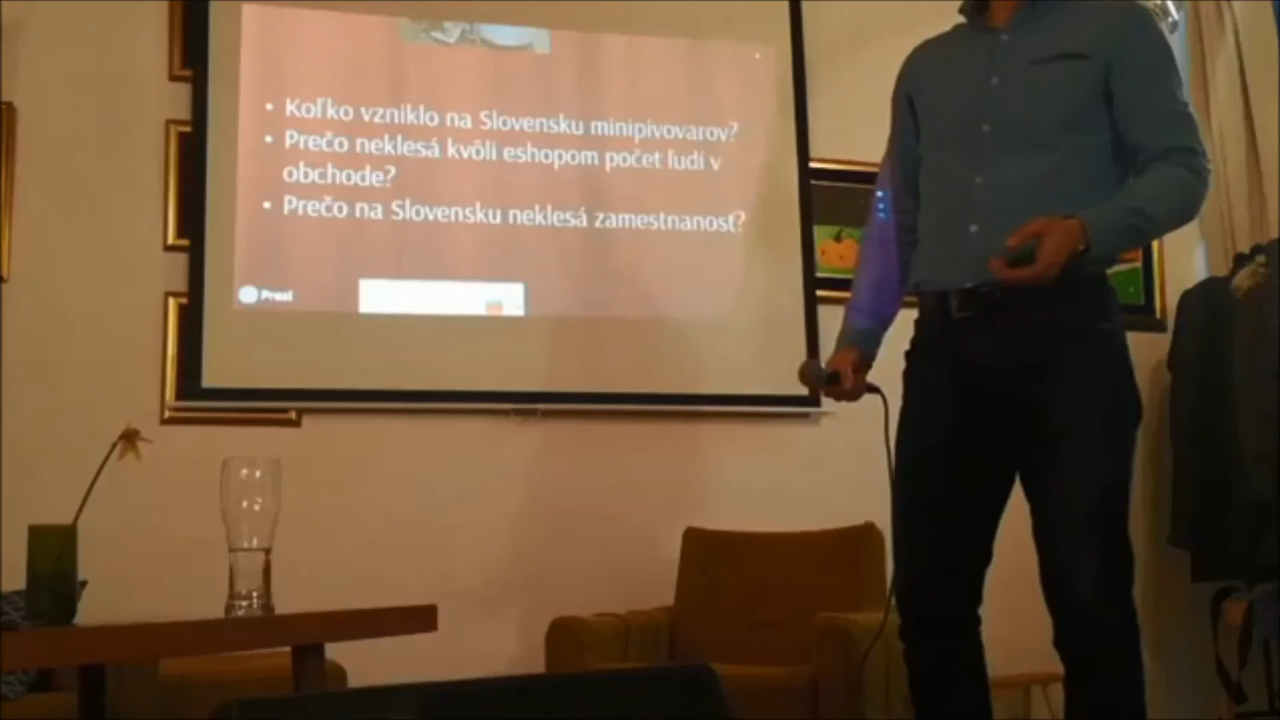 • Koľko vzniklo na Slovensku minipivovarov?
• Prečo neklesá kvôli eshopom počet ľudí v
obchode?
• Prečo na Slovensku neklesá zamestnanosť?
Prezi